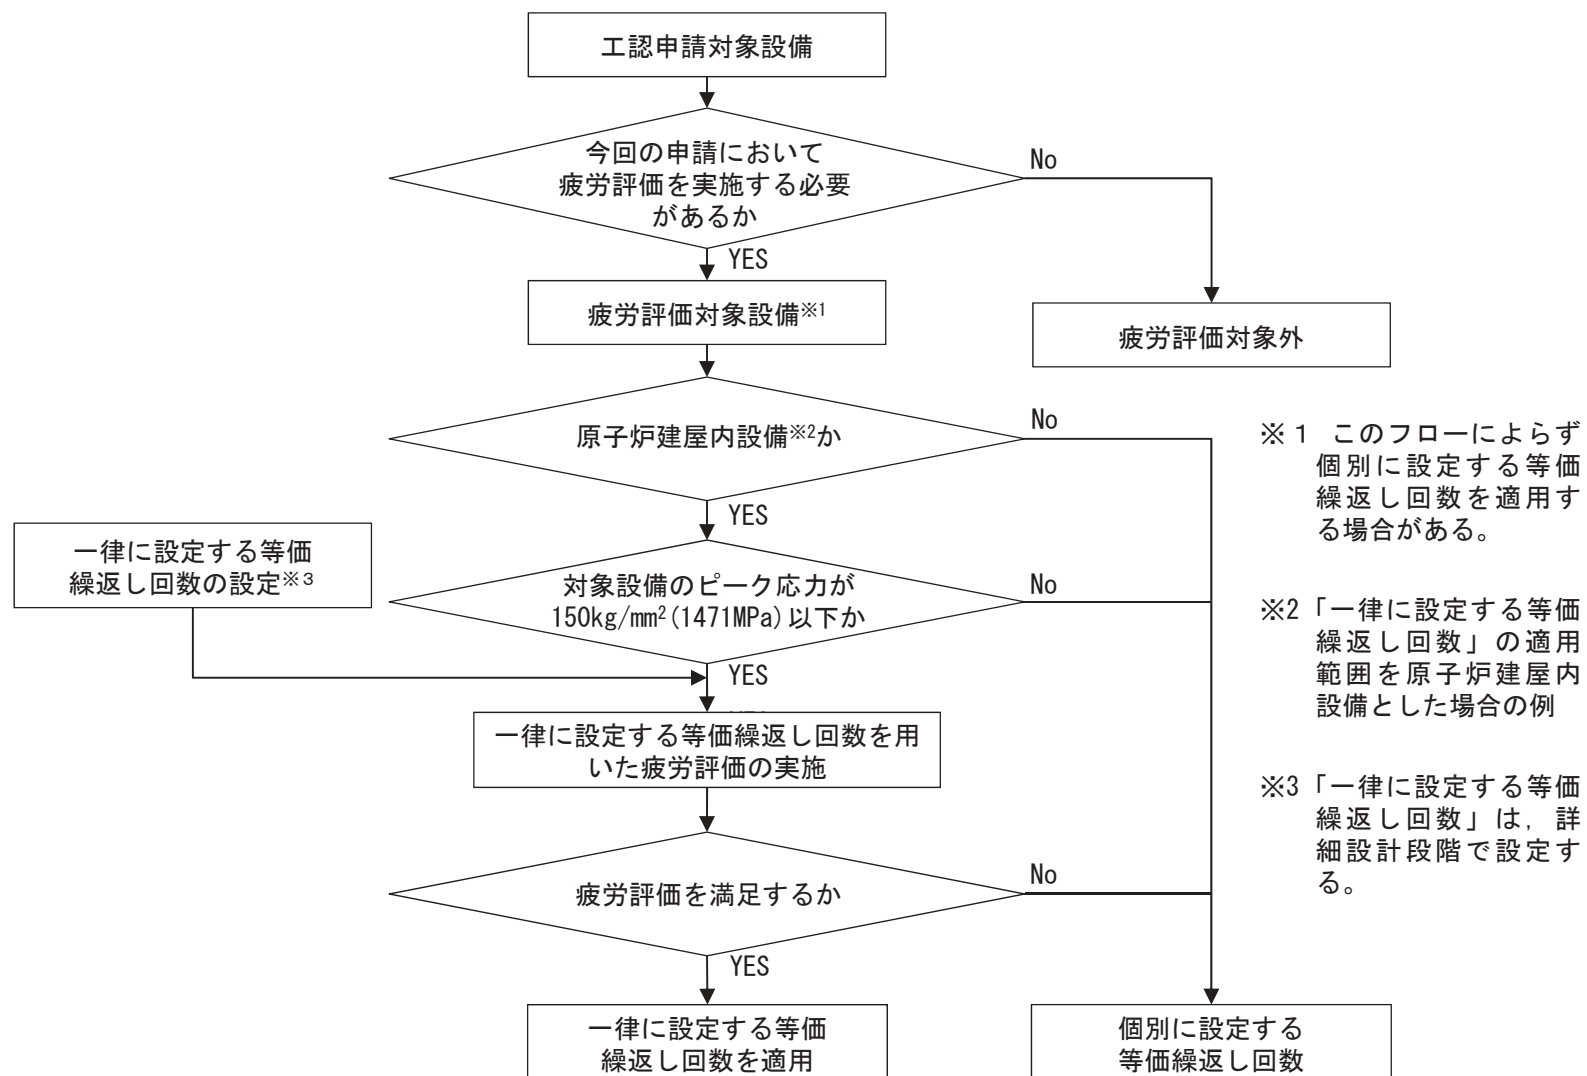 工認申請対象設備
今回の申請において
疲労評価を実施する必要
があるか
No
YES
疲労評価対象設備※1
疲労評価対象外
原子炉建屋内設備※2か
No
YES
一律に設定する等価
繰返し回数の設定※3
対象設備のピーク応力が
150kg/mm2(1471MPa)以下か
No
YES
一律に設定する等価繰返し回数を用
いた疲労評価の実施
疲労評価を満足するか
No
YES
一律に設定する等価
繰返し回数を適用
個別に設定する
等価繰返し回数
※1 このフローによらず
個別に設定する等価
繰返し回数を適用す
る場合がある。
※2「一律に設定する等価
繰返し回数」の適用
範囲を原子炉建屋内
設備とした場合の例
※3「一律に設定する等価
繰返し回数」は,詳
細設計段階で設定す
る。